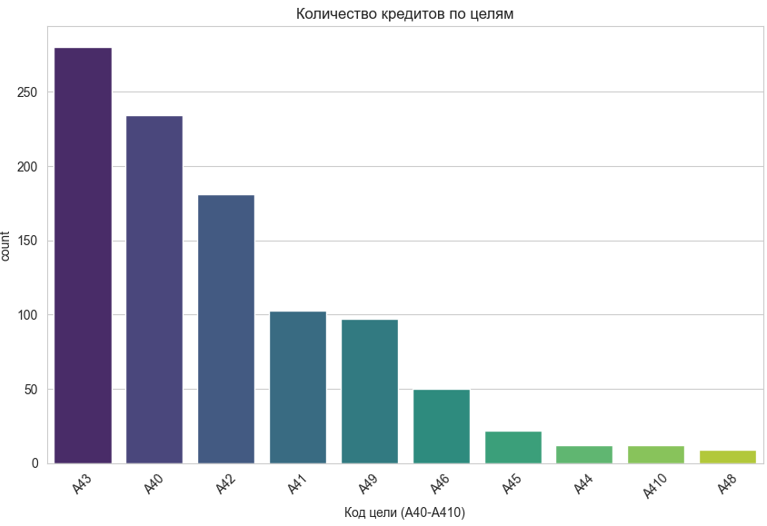 Количество кредитов по целям
250
200
150
100
50
0
count
A43
A40
A42
A41
A49
A46
A45
A44
A410
A48
Код цели (A40-A410)